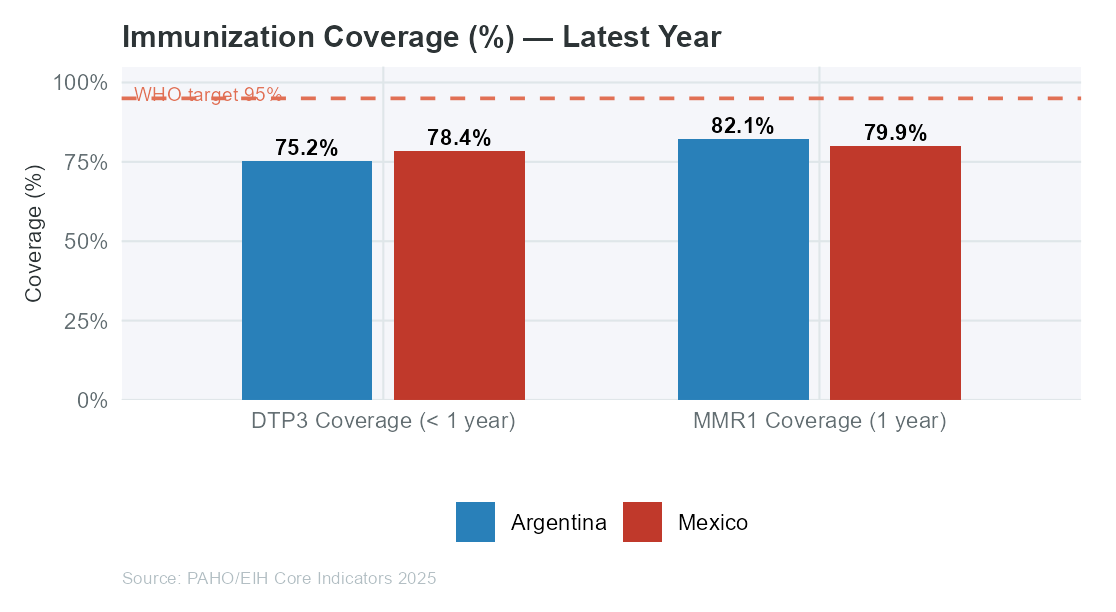 Immunization Coverage (%) — Latest Year
100%
WHO target 95%
82.1%
79.9%
78.4%
75.2%
75%
50%
25%
0%
Coverage (%)
DTP3 Coverage (< 1 year)
MMR1 Coverage (1 year)
Argentina
Mexico
Source: PAHO/EIH Core Indicators 2025